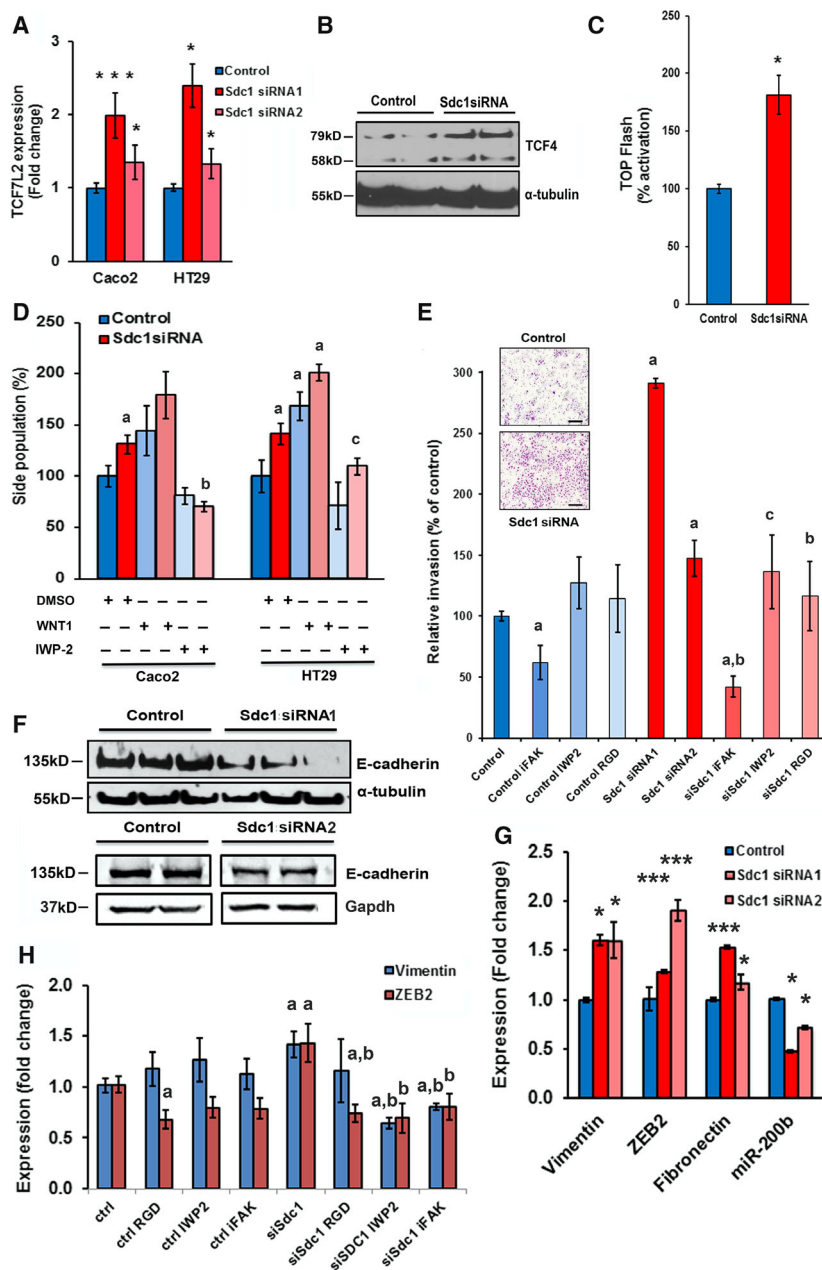 A
TCF7L2 expression
(Fold change)
3
2
1
0
* * *
*
*
*
Control
Sdc1 siRNA1
Sdc1 siRNA2
Caco2
HT29
B
Control
Sdc1siRNA
79kD
58kD
TCF4
55kD
α-tubulin
C
TOP Flash
(% activation)
250
200
150
100
50
0
*
Control
Sdc1siRNA
D
Control
Sdc1siRNA
Side population (%)
250
200
150
100
50
0
a
b
a
a
a
c
DMSO + + – – – – + + – – – –
WNT1 – – + + – – – – + + – –
IWP-2 – – – – + + – – – – + +
Caco2
HT29
E
Control
Sdc1 siRNA
Relative invasion (% of control)
300
250
200
150
100
50
0
a
a
a
a,b
c
b
Control
Control iFAK
Control IWP2
Control RGD
Sdc1 siRNA1
Sdc1 siRNA2
siSdc1 iFAK
siSdc1 IWP2
siSdc1 RGD
F
Control
Sdc1 siRNA1
135kD
E-cadherin
55kD
α-tubulin
Control
Sdc1 siRNA2
135kD
E-cadherin
37kD
Gapdh
G
Expression (Fold change)
2.5
2.0
1.5
1.0
0.5
0.0
Control
Sdc1 siRNA1
Sdc1 siRNA2
* *
***
***
***
*
*
*
Vimentin
ZEB2
Fibronectin
miR-200b
H
Expression (fold change)
2.0
1.5
1.0
0.5
0.0
Vimentin
ZEB2
a
a a
a,b
a,b b
a,b b
ctrl
ctrl RGD
ctrl IWP2
ctrl iFAK
siSdc1
siSdc1 RGD
siSDC1 IWP2
siSdc1 iFAK